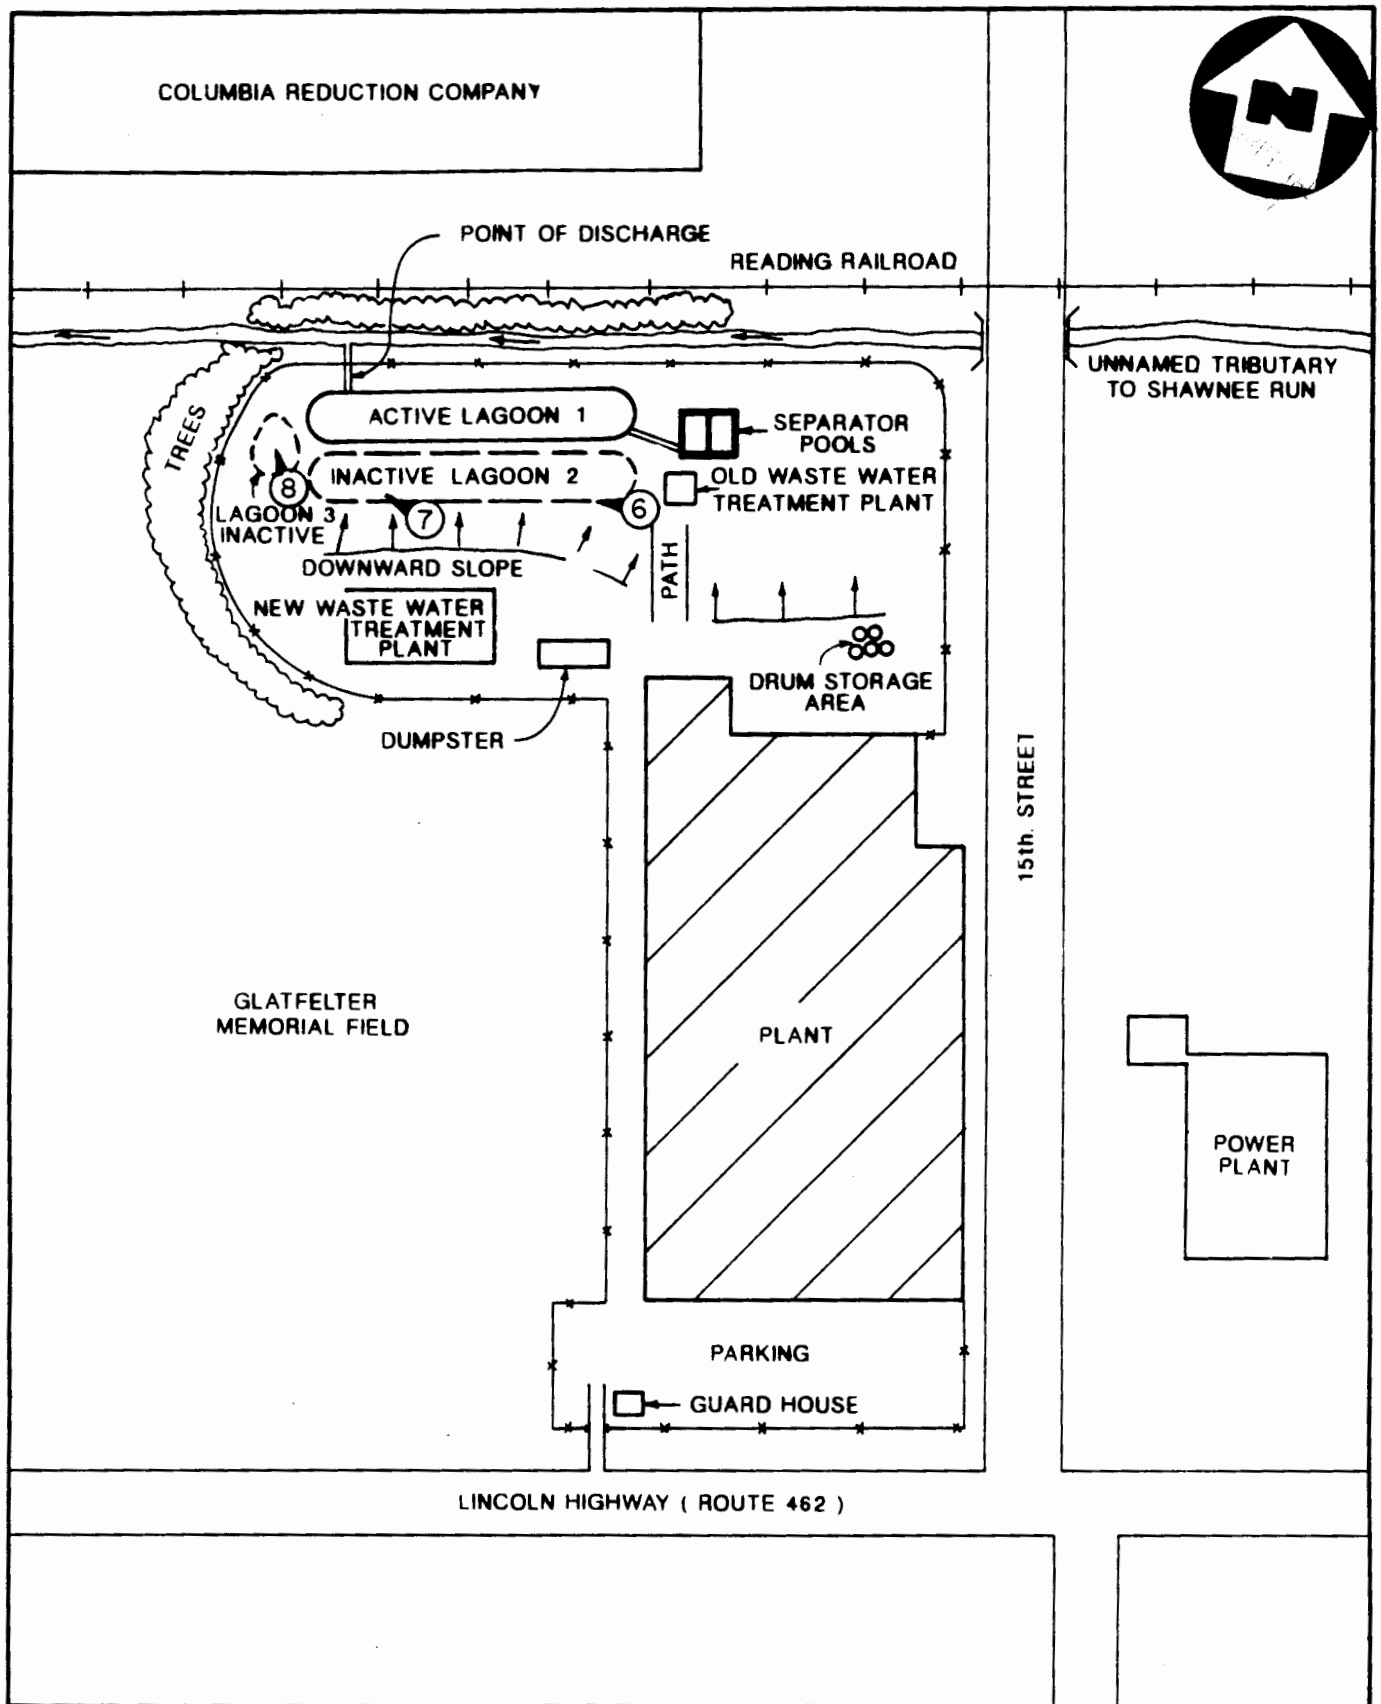 COLUMBIA REDUCTION COMPANY
N
POINT OF DISCHARGE
READING RAILROAD
UNNAMED TRIBUTARY
TO SHAWNEE RUN
TREES
ACTIVE LAGOON 1
SEPARATOR
POOLS
INACTIVE LAGOON 2
OLD WASTE WATER
TREATMENT PLANT
8
7
6
LAGOON 3
INACTIVE
DOWNWARD SLOPE
PATH
NEW WASTE WATER
TREATMENT
PLANT
DRUM STORAGE
AREA
DUMPSTER
15th. STREET
GLATFELTER
MEMORIAL FIELD
PLANT
POWER
PLANT
PARKING
GUARD HOUSE
LINCOLN HIGHWAY ( ROUTE 462 )